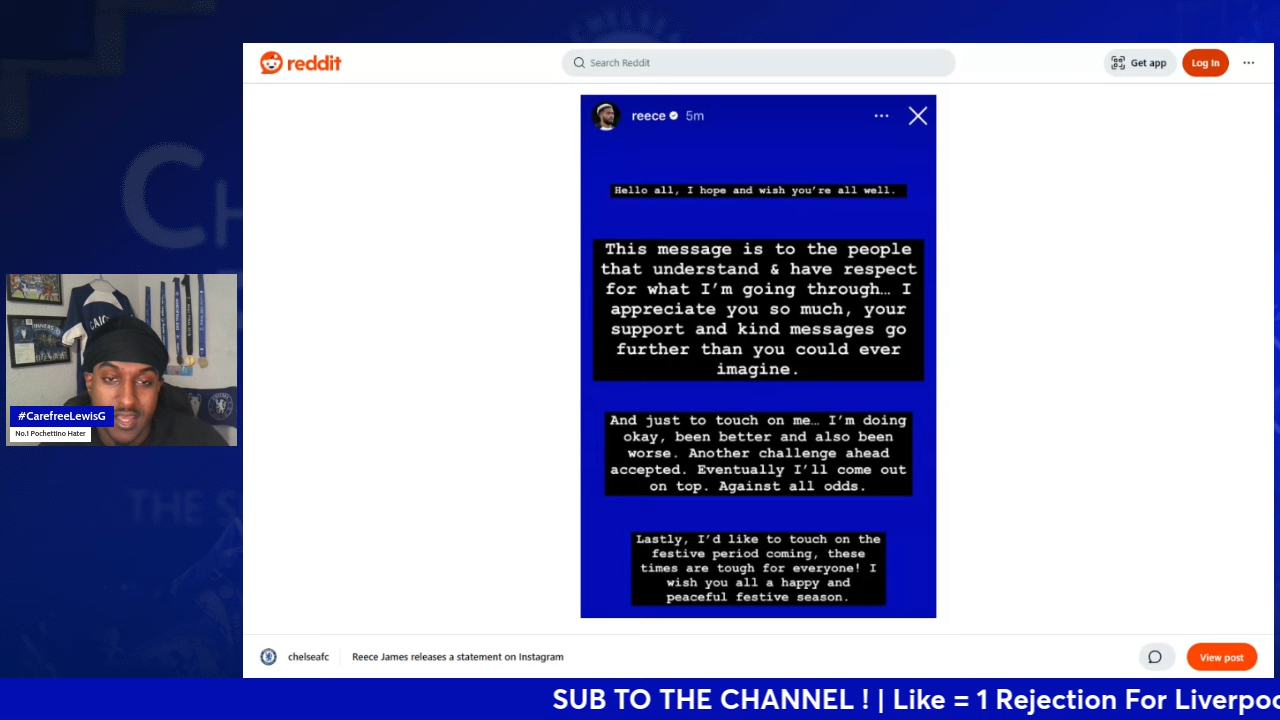 reddit
Search Reddit
Get app
Log In
reece 5m
Hello all, I hope and wish you're all well.
This message is to the people
that understand & have respect
for what I'm going through… I
appreciate you so much, your
support and kind messages go
further than you could ever
imagine.
And just to touch on me… I'm doing
okay, been better and also been
worse. Another challenge ahead
accepted. Eventually I'll come out
on top. Against all odds.
Lastly, I'd like to touch on the
festive period coming, these
times are tough for everyone! I
wish you all a happy and
peaceful festive season.
#CarefreeLewisG
No.1 Pochettino Hater
chelseafc
Reece James releases a statement on Instagram
View post
SUB TO THE CHANNEL ! | Like = 1 Rejection For Liverpoo